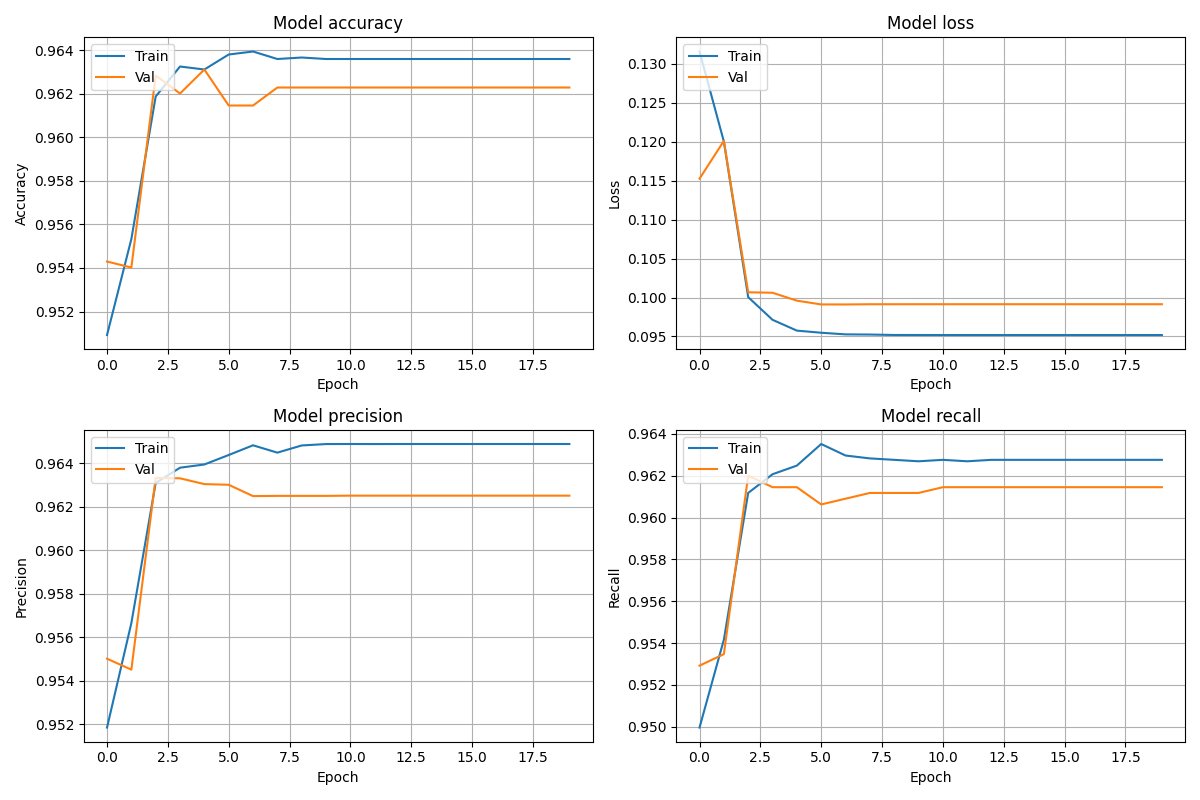 Model accuracy
Train
Val
0.964
0.962
0.960
0.958
0.956
0.954
0.952
Accuracy
0.0 2.5 5.0 7.5 10.0 12.5 15.0 17.5
Epoch
Model loss
Train
Val
0.130
0.125
0.120
0.115
0.110
0.105
0.100
0.095
Loss
0.0 2.5 5.0 7.5 10.0 12.5 15.0 17.5
Epoch
Model precision
Train
Val
0.964
0.962
0.960
0.958
0.956
0.954
0.952
Precision
0.0 2.5 5.0 7.5 10.0 12.5 15.0 17.5
Epoch
Model recall
Train
Val
0.964
0.962
0.960
0.958
0.956
0.954
0.952
0.950
Recall
0.0 2.5 5.0 7.5 10.0 12.5 15.0 17.5
Epoch